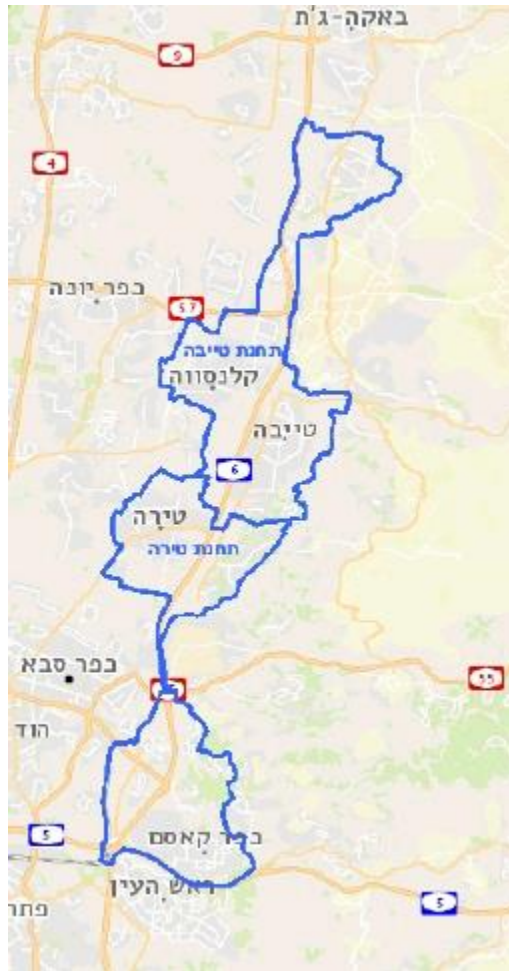 באקה-ג'ת
9
4
כפר יונה
57
תחנת טייבה
קלנסווה
טייבה
6
טירה
תחנת טירה
כפר סבא
55
הוד
5
כפר קאסם
ראש העין
5
פתח